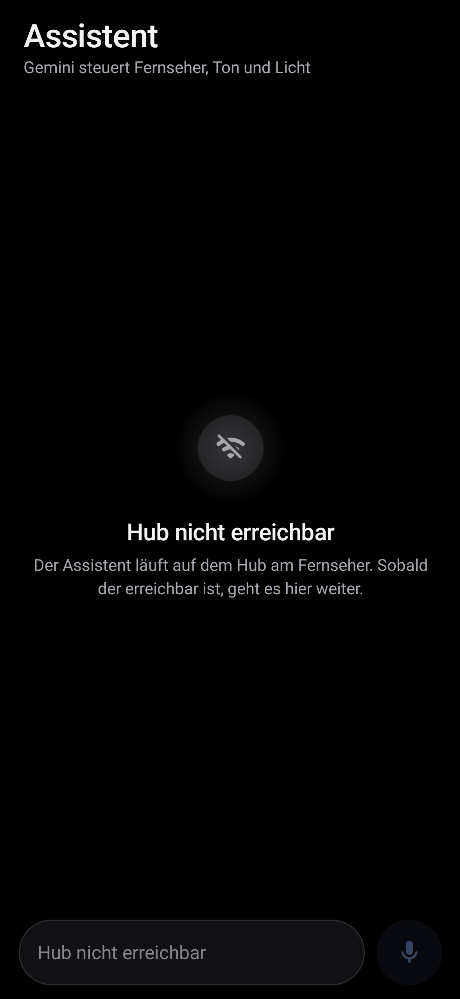 Assistent
Gemini steuert Fernseher, Ton und Licht
Hub nicht erreichbar
Der Assistent läuft auf dem Hub am Fernseher. Sobald
der erreichbar ist, geht es hier weiter.
Hub nicht erreichbar